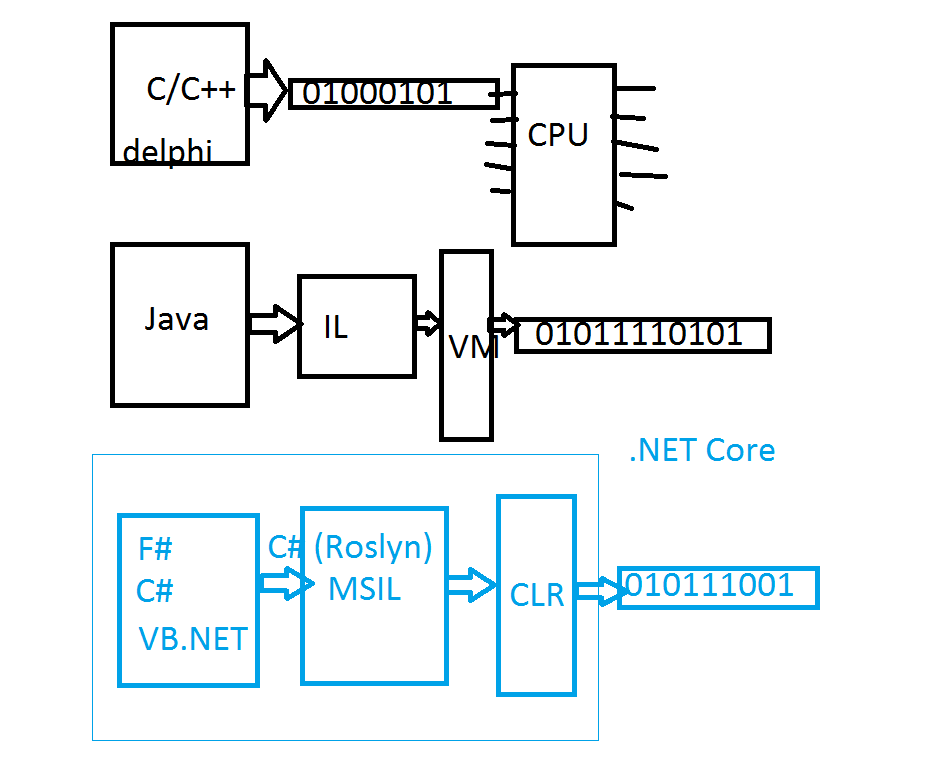 C/C++
delphi
01000101
CPU
Java
IL
VM
01011110101
.NET Core
F#
C#
VB.NET
C# (Roslyn)
MSIL
CLR
010111001